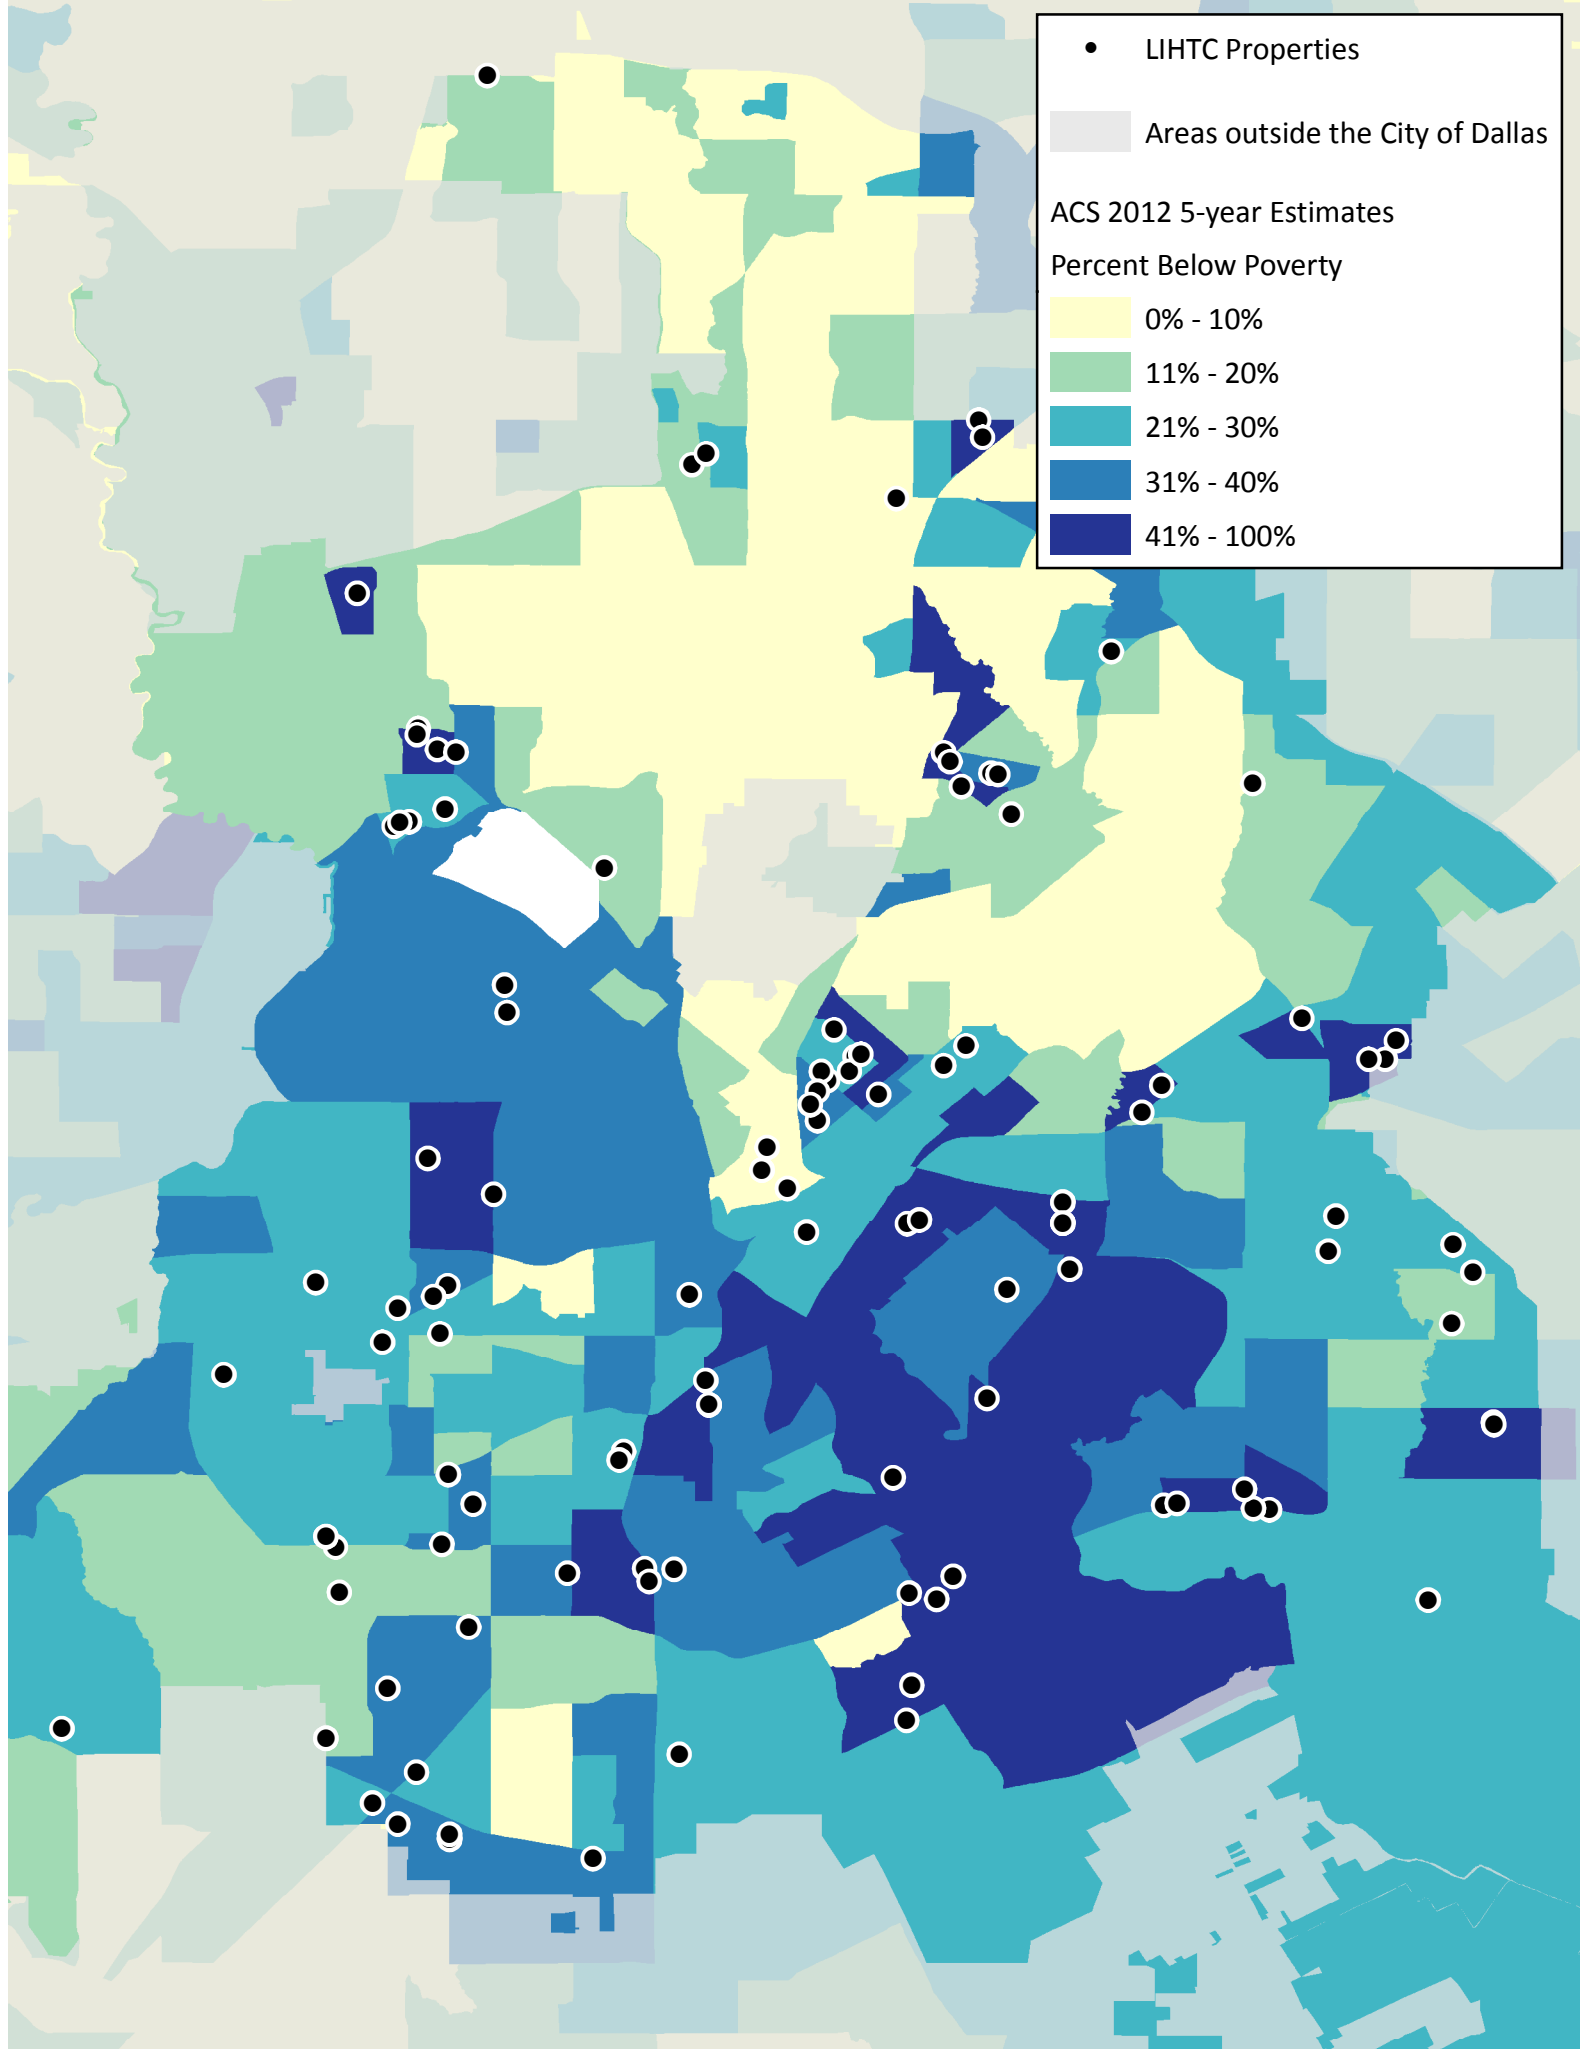 LIHTC Properties
Areas outside the City of Dallas
ACS 2012 5-year Estimates
Percent Below Poverty
0% - 10%
11% - 20%
21% - 30%
31% - 40%
41% - 100%